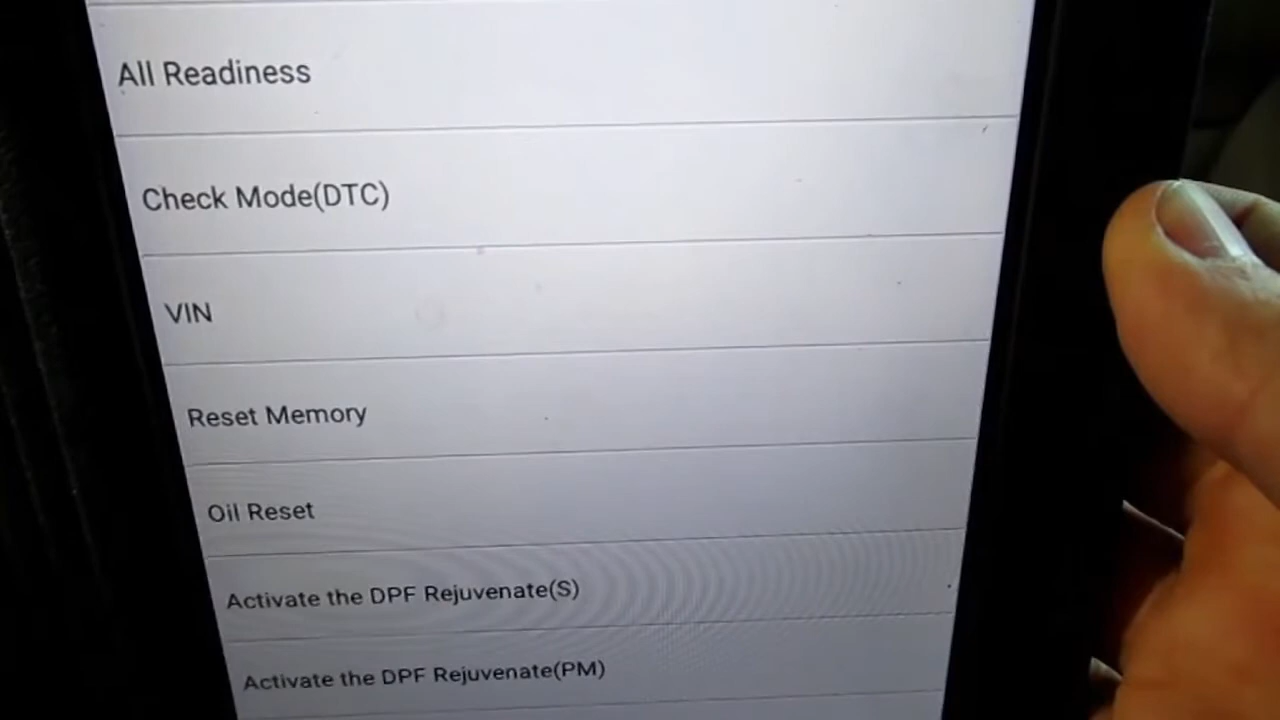 All Readiness
Check Mode(DTC)
VIN
Reset Memory
Oil Reset
Activate the DPF Rejuvenate(S)
Activate the DPF Rejuvenate(PM)